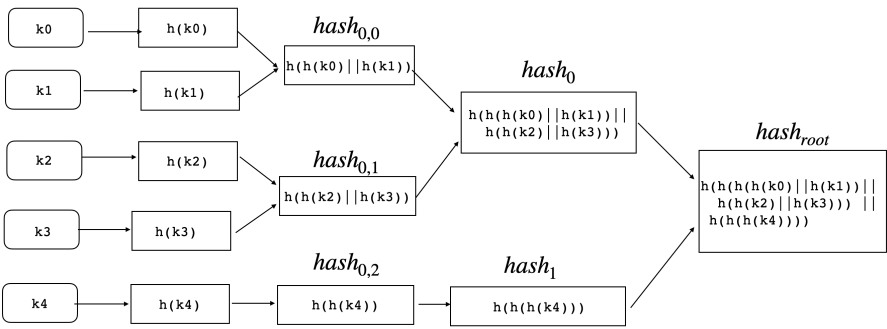 k0
h(k0)
hash0,0
h(h(k0)||h(k1))
k1
h(k1)
hash0
h(h(h(k0)||h(k1))||
h(h(k2)||h(k3)))
k2
h(k2)
hash0,1
h(h(k2)||h(k3))
k3
h(k3)
hashroot
h(h(h(h(k0)||h(k1))||
h(h(k2)||h(k3))) ||
h(h(h(k4))))
k4
h(k4)
hash0,2
h(h(k4))
hash1
h(h(h(k4)))